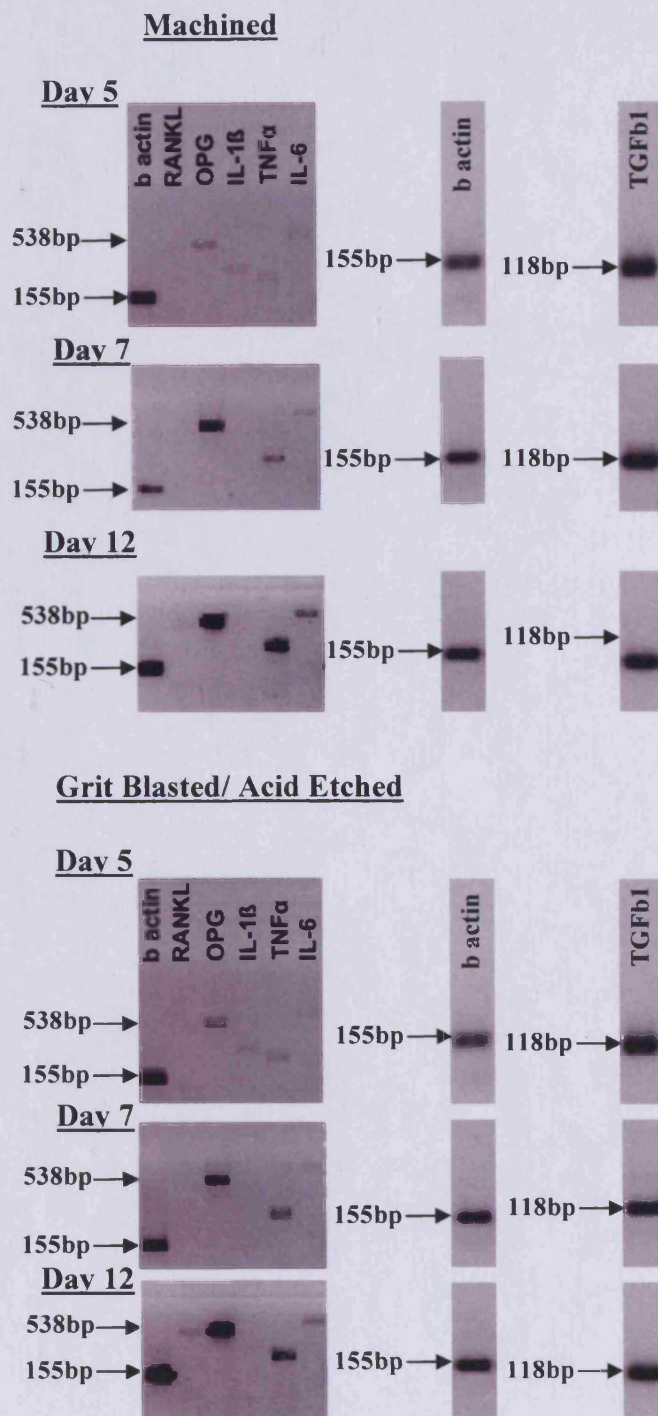 Machined
Day 5
b actin RANKL OPG IL-1ß TNFα IL-6
b actin
TGFb1
538bp
155bp
155bp
118bp
Day 7
538bp
155bp
155bp
118bp
Day 12
538bp
155bp
155bp
118bp
Grit Blasted/ Acid Etched
Day 5
b actin RANKL OPG IL-1ß TNFα IL-6
b actin
TGFb1
538bp
155bp
155bp
118bp
Day 7
538bp
155bp
155bp
118bp
Day 12
538bp
155bp
155bp
118bp